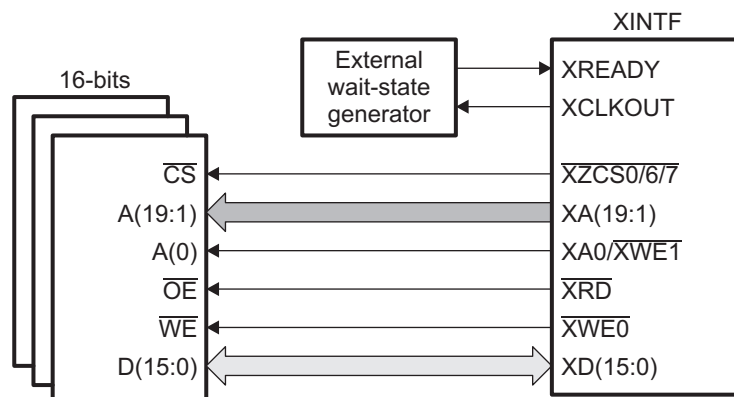 XINTF
External
wait-state
generator
XREADY
XCLKOUT
16-bits
CS XZCS0/6/7
A(19:1) XA(19:1)
A(0) XA0/XWE1
OE XRD
WE XWE0
D(15:0) XD(15:0)